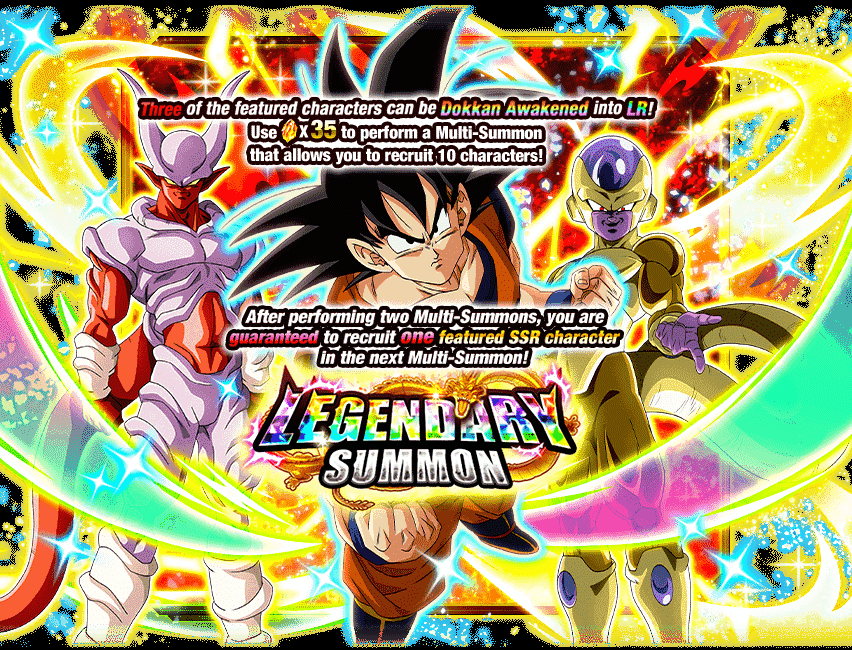 Three of the featured characters can be Dokkan Awakened into LR!
Use X 35 to perform a Multi-Summon
that allows you to recruit 10 characters!
After performing two Multi-Summons, you are
guaranteed to recruit one featured SSR character
in the next Multi-Summon!
LEGENDARY
SUMMON